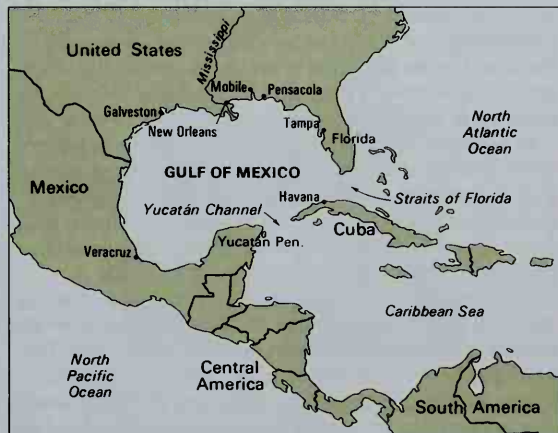 United States
Mississippi
Mobile
Pensacola
Galveston
New Orleans
Tampa
Florida
North
Atlantic
Ocean
GULF OF MEXICO
Mexico
Havana
Straits of Florida
Yucatán Channel
Cuba
Yucatán Pen.
Veracruz
Caribbean Sea
North
Pacific
Ocean
Central
America
South America